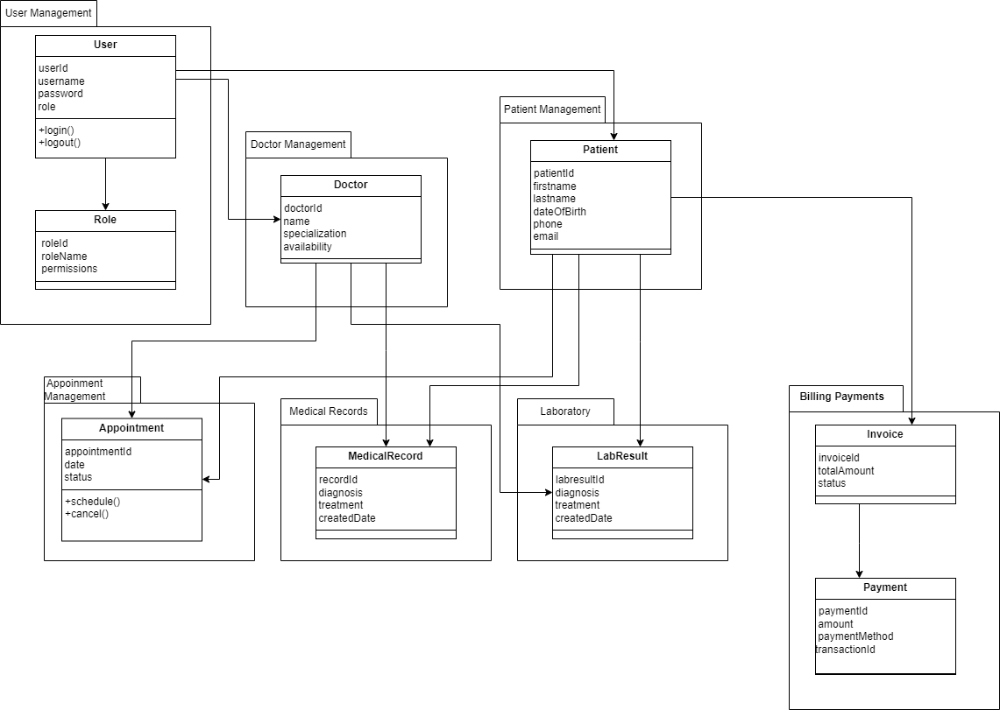 User Management
User
userId
username
password
role
+login()
+logout()
Role
roleId
roleName
permissions
Doctor Management
Doctor
doctorId
name
specialization
availability
Patient Management
Patient
patientId
firstname
lastname
dateOfBirth
phone
email
Appoinment
Management
Appointment
appointmentId
date
status
+schedule()
+cancel()
Medical Records
MedicalRecord
recordId
diagnosis
treatment
createdDate
Laboratory
LabResult
labresultId
diagnosis
treatment
createdDate
Billing Payments
Invoice
invoiceId
totalAmount
status
Payment
paymentId
amount
paymentMethod
transactionId